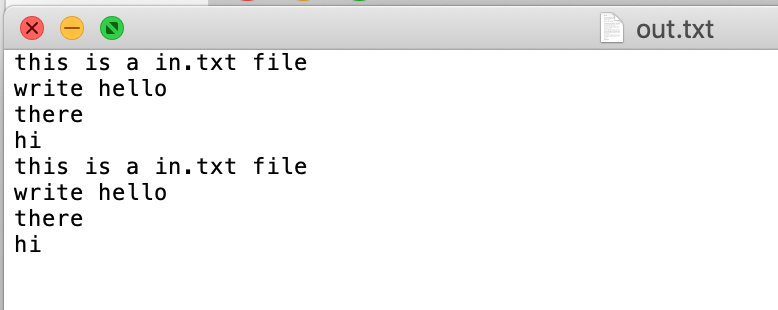 out.txt
this is a in.txt file
write hello
there
hi
this is a in.txt file
write hello
there
hi